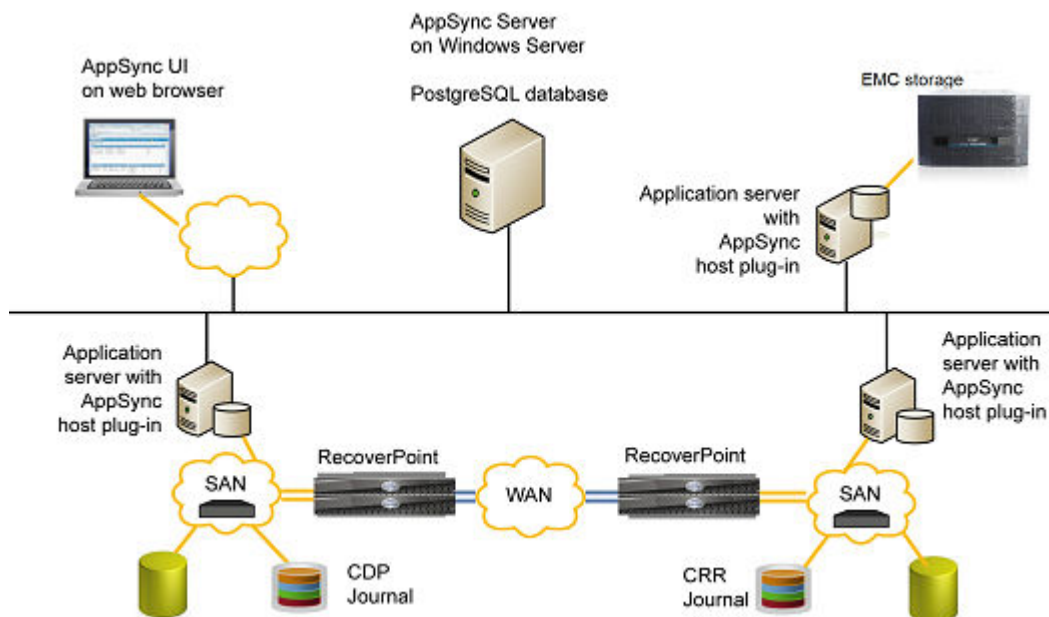 AppSync Server
on Windows Server
PostgreSQL database
AppSync UI
on web browser
EMC storage
Application server
with
AppSync
host plug-in
Application
server with
AppSync
host plug-in
Application
server with
AppSync
host plug-in
RecoverPoint
RecoverPoint
SAN
WAN
SAN
CDP
Journal
CRR
Journal